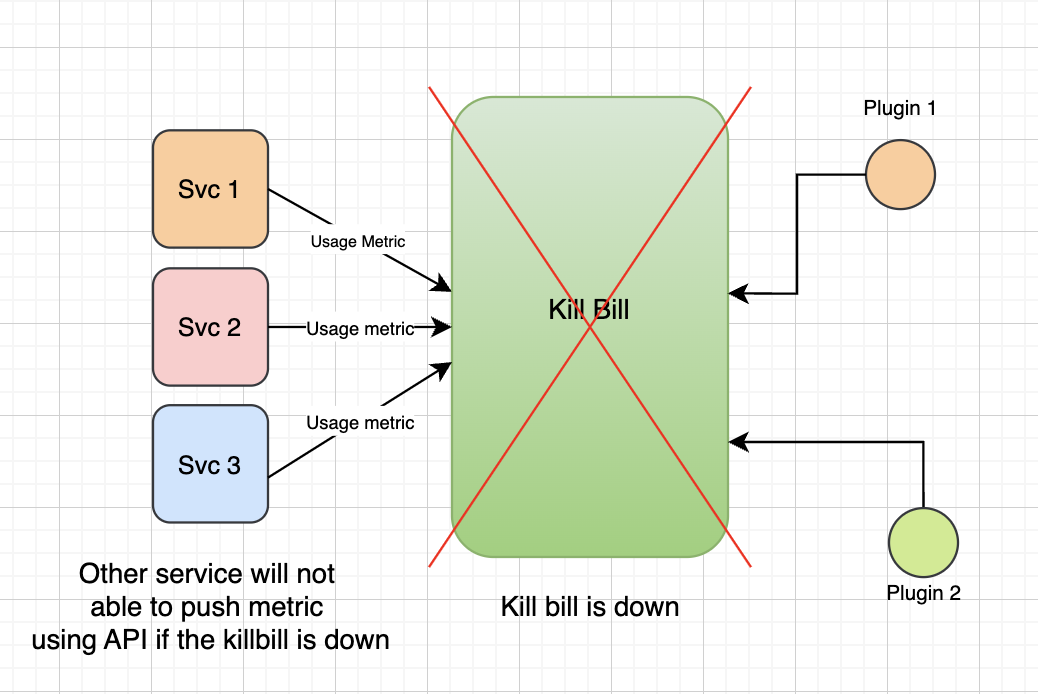 Plugin 1
Svc 1
Usage Metric
Kill Bill
Svc 2
Usage metric
Usage metric
Svc 3
Other service will not
able to push metric
using API if the killbill is down
Kill bill is down
Plugin 2